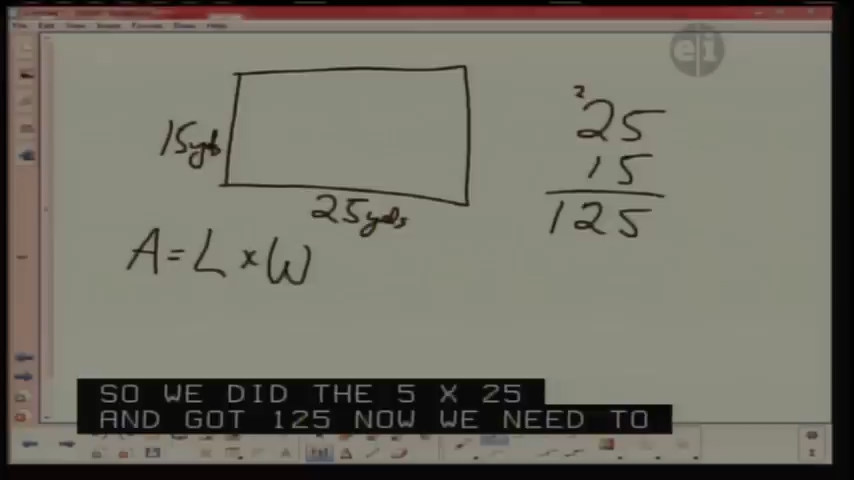 eli
15yds
25yds
A = L × W
2
25
15
125
SO WE DID THE 5 X 25
AND GOT 125 NOW WE NEED TO